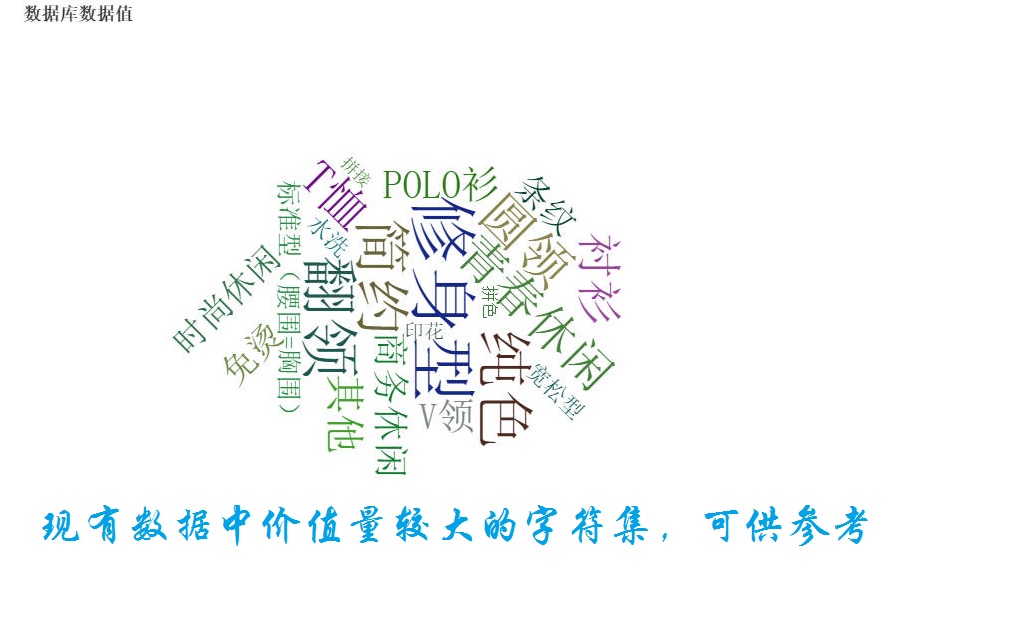 数据库数据值
拼接
T恤
POLO衫
条纹
标准型（腰围=胸围）
水洗
简约
修身型
圆领
青春休闲
衬衫
时尚休闲
翻领
拼色
免烫
印花
商务休闲
纯色
宽松型
其他
V领
现有数据中价值量较大的字符集，可供参考